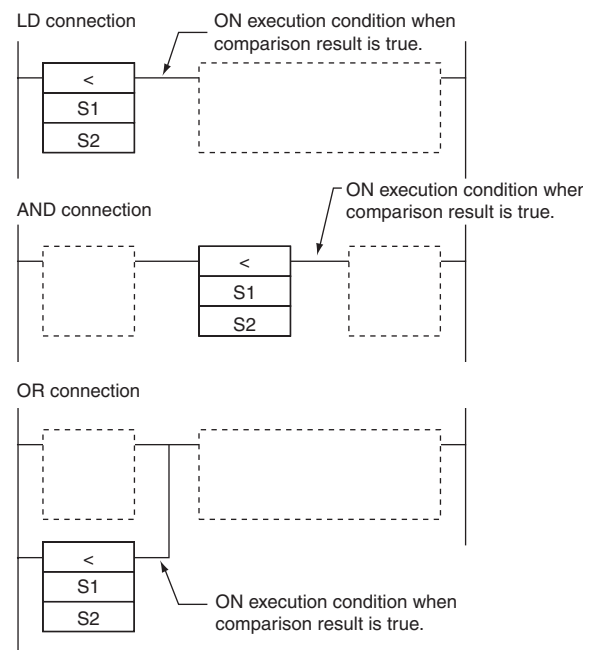 LD connection
ON execution condition when
comparison result is true.
<
S1
S2
AND connection
ON execution condition wher
comparison result is true.
<
S1
S2
OR connection
<
S1
S2
ON execution condition when
comparison result is true.